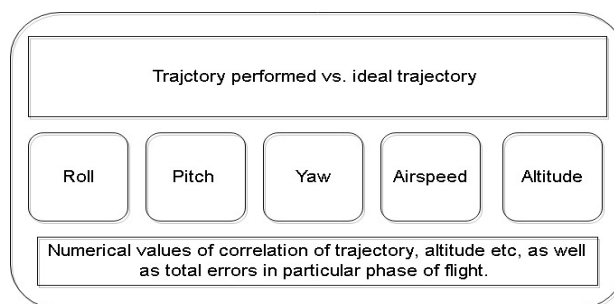 Trajctory performed vs. ideal trajectory
Roll
Pitch
Yaw
Airspeed
Altitude
Numerical values of correlation of trajectory, altitude etc, as well
as total errors in particular phase of flight.